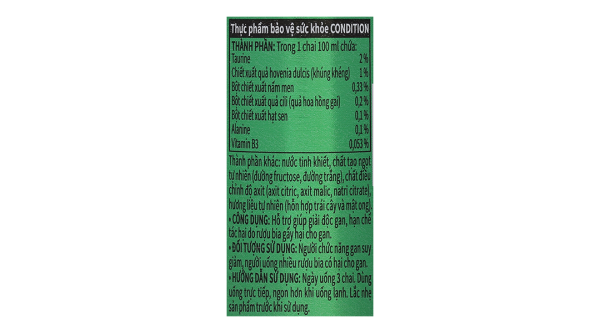 Thực phẩm bảo vệ sức khỏe CONDITION
THÀNH PHẦN: Trong 1 chai 100 ml chứa:
Taurine 2 %
Chiết xuất quả hovenia dulcis (khúng khéng) 1 %
Bột chiết xuất nấm men 0,33 %
Bột chiết xuất quả cili (quả hoa hồng gai) 0,2 %
Bột chiết xuất hạt sen 0,1 %
Alanine 0,1 %
Vitamin B3 0,053 %
Thành phần khác: nước tinh khiết, chất tạo ngọt
tự nhiên (đường fructose, đường trắng), chất điều
chỉnh độ axit (axit citric, axit malic, natri citrate),
hương liệu tự nhiên (hỗn hợp trái cây và mật ong).
• CÔNG DỤNG: Hỗ trợ giúp giải độc gan, hạn chế
tác hại do rượu bia gây hại cho gan.
• ĐỐI TƯỢNG SỬ DỤNG: Người chức năng gan suy
giảm, người uống nhiều rượu bia có hại cho gan.
• HƯỚNG DẪN SỬ DỤNG: Ngày uống 3 chai. Dùng
uống trực tiếp, ngon hơn khi uống lạnh. Lắc nhẹ
sản phẩm trước khi sử dụng.